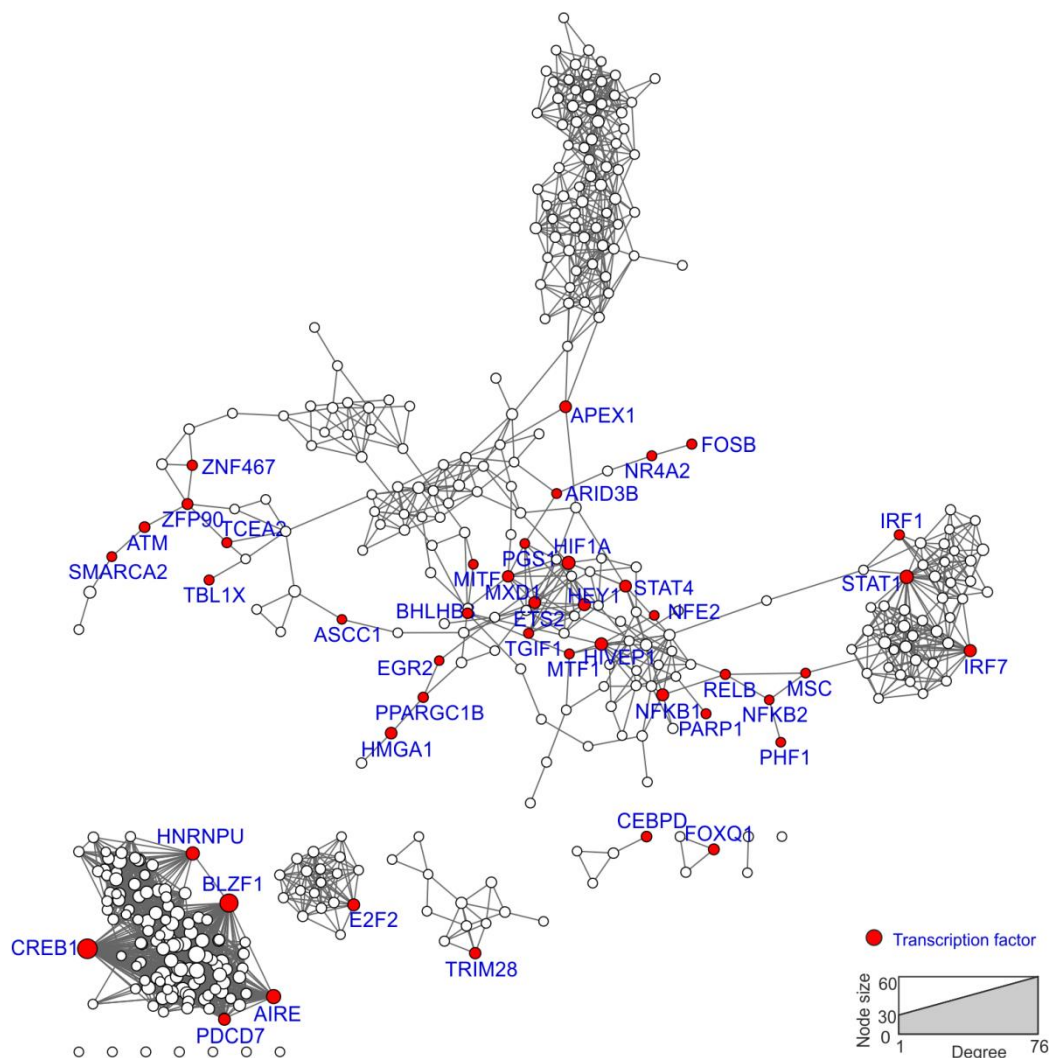 APEX1
FOSB
NR4A2
ZNF467
ARID3B
ZFP90
TCEA2
IRF1
ATM
PGS1
HIF1A
SMARCA2
MITF
STAT4
STAT1
TBL1X
MXD1
HEY1
BHLHB
ETS2
NFE2
ASCC1
TGIF1
HIVEP1
EGR2
MTF1
IRF7
RELB
MSC
PPARGC1B
NFKB1
NFKB2
PARP1
HMGA1
PHF1
CEBPD
FOXQ1
HNRNPU
BLZF1
E2F2
CREB1
Transcription factor
TRIM28
AIRE
PDCD7
Node size
60
30
0
1
76
Degree